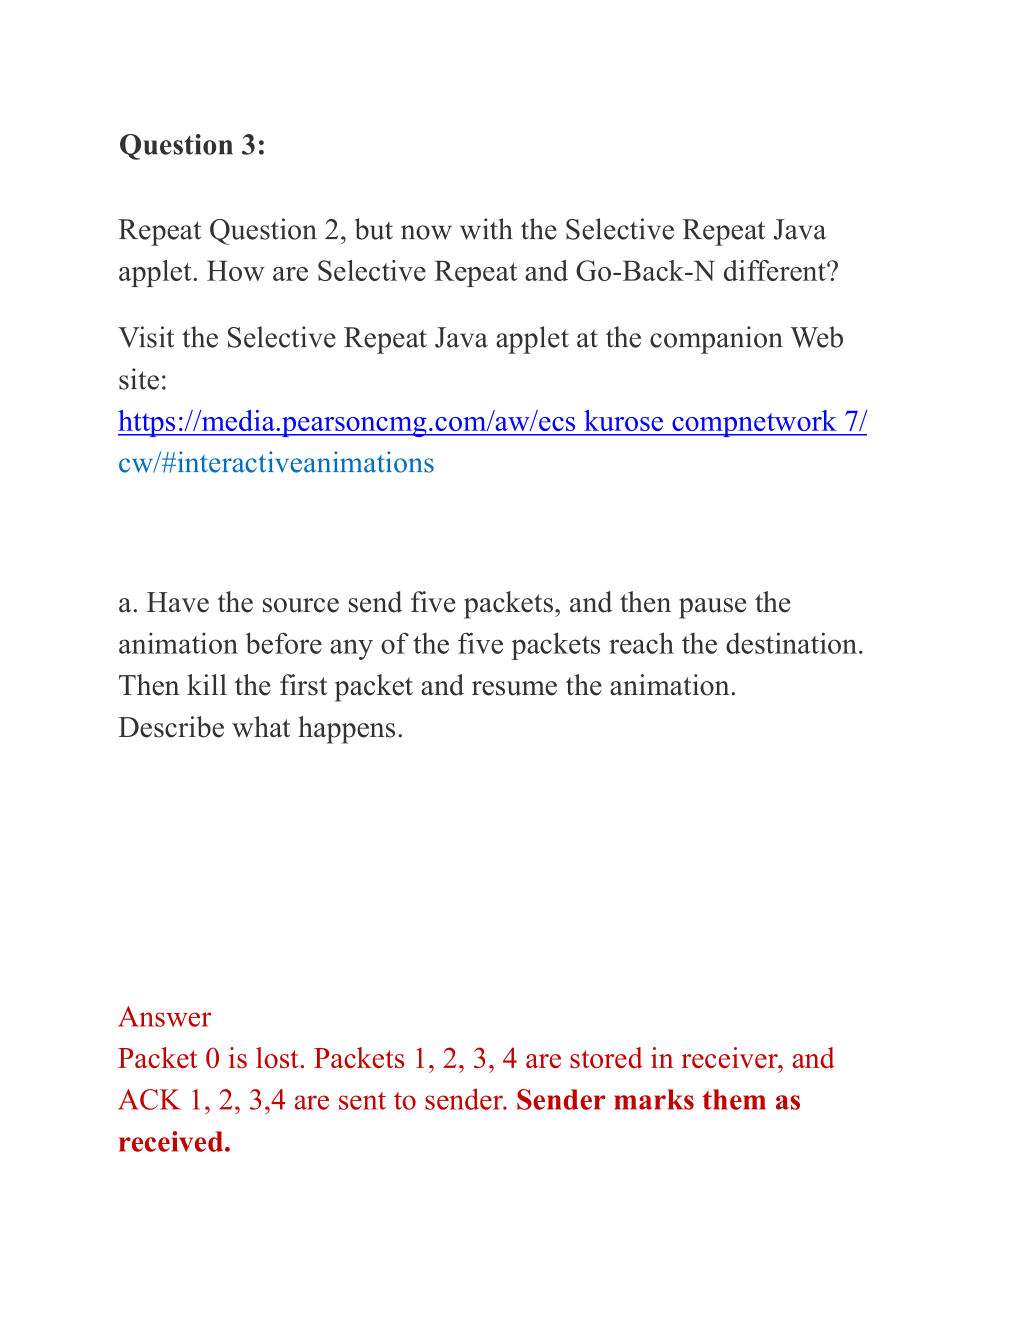 Question 3:
Repeat Question 2, but now with the Selective Repeat Java
applet. How are Selective Repeat and Go-Back-N different?
Visit the Selective Repeat Java applet at the companion Web
site:
https://media.pearsoncmg.com/aw/ecs kurose compnetwork 7/
cw/#interactiveanimations
a. Have the source send five packets, and then pause the
animation before any of the five packets reach the destination.
Then kill the first packet and resume the animation.
Describe what happens.
Answer
Packet 0 is lost. Packets 1, 2, 3, 4 are stored in receiver, and
ACK 1, 2, 3,4 are sent to sender. Sender marks them as
received.